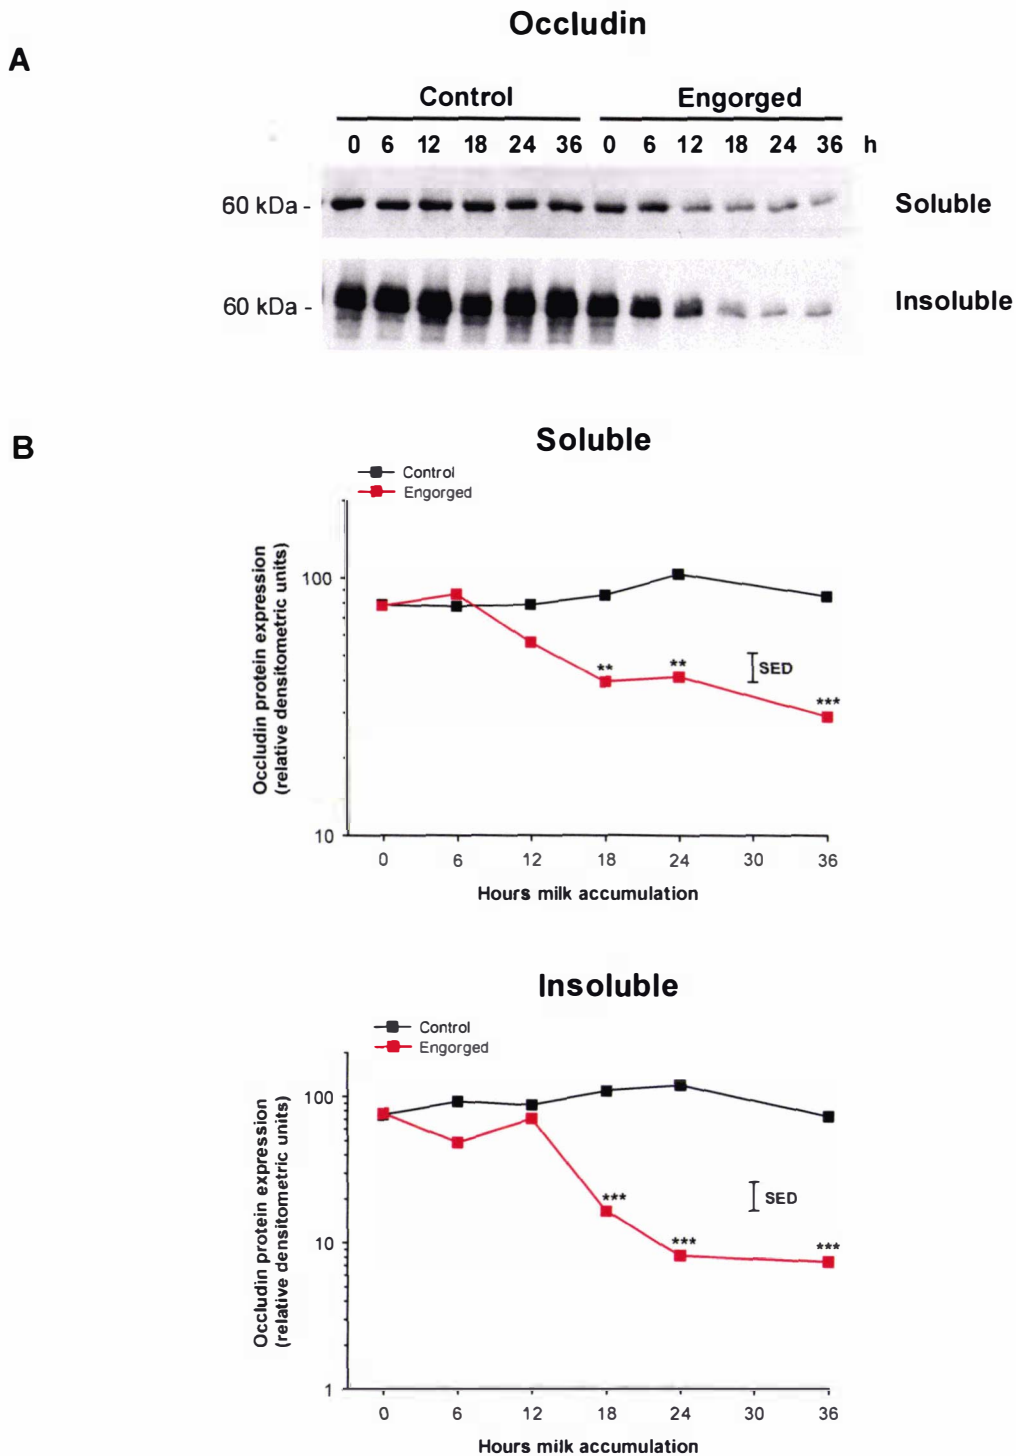 Occludin
A
Control Engorged
0 6 12 18 24 36 0 6 12 18 24 36 h
60 kDa - Soluble
60 kDa - Insoluble
B
Soluble
Control
Engorged
Occludin protein expression
(relative densitometric units)
100
10
** ** ***
SED
0 6 12 18 24 30 36
Hours milk accumulation
Insoluble
Control
Engorged
Occludin protein expression
(relative densitometric units)
100
10
1
*** *** ***
SED
0 6 12 18 24 30 36
Hours milk accumulation